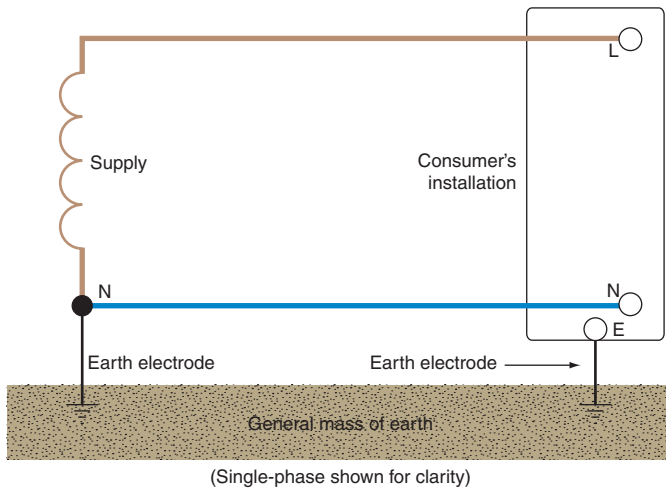 L
Supply
Consumer's
installation
N
N
E
Earth electrode
Earth electrode
General mass of earth
(Single-phase shown for clarity)